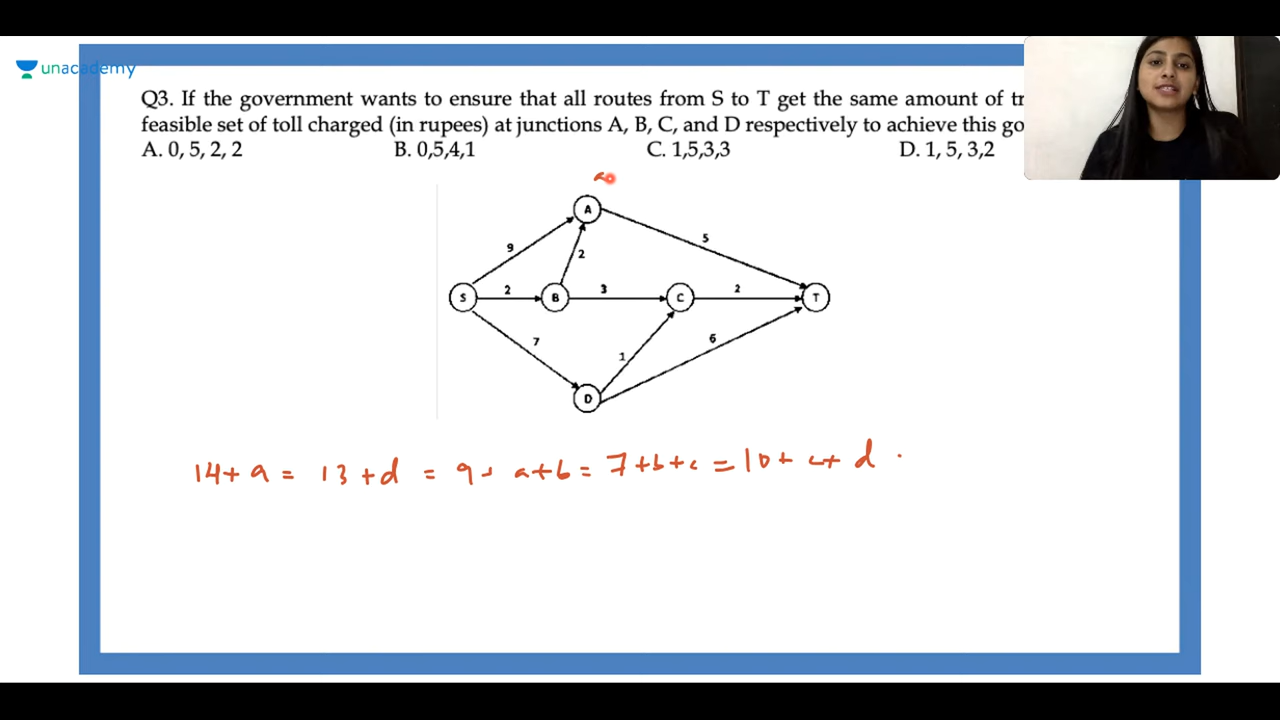 unacademy
Q3. If the government wants to ensure that all routes from S to T get the same amount of
feasible set of toll charged (in rupees) at junctions A, B, C, and D respectively to achieve this
A. 0, 5, 2, 2 B. 0,5,4,1 C. 1,5,3,3 D. 1, 5, 3,2
A
5
9
2
S 2 B 3 C 2 T
7
1
6
D
14+ a = 13 +d = 9+ a+b = 7+b+c = 10+ c+ d